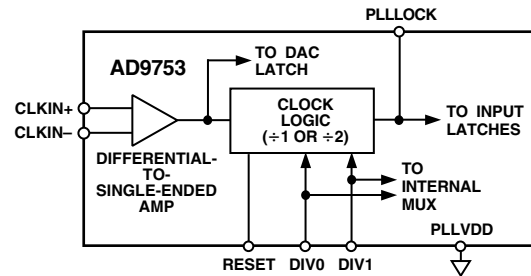 PLLLOCK
AD9753
TO DAC
LATCH
CLKIN+
CLKIN–
CLOCK
LOGIC
(÷1 OR ÷2)
TO INPUT
LATCHES
DIFFERENTIAL-
TO-
SINGLE-ENDED
AMP
TO
INTERNAL
MUX
PLLVDD
RESET
DIV0
DIV1